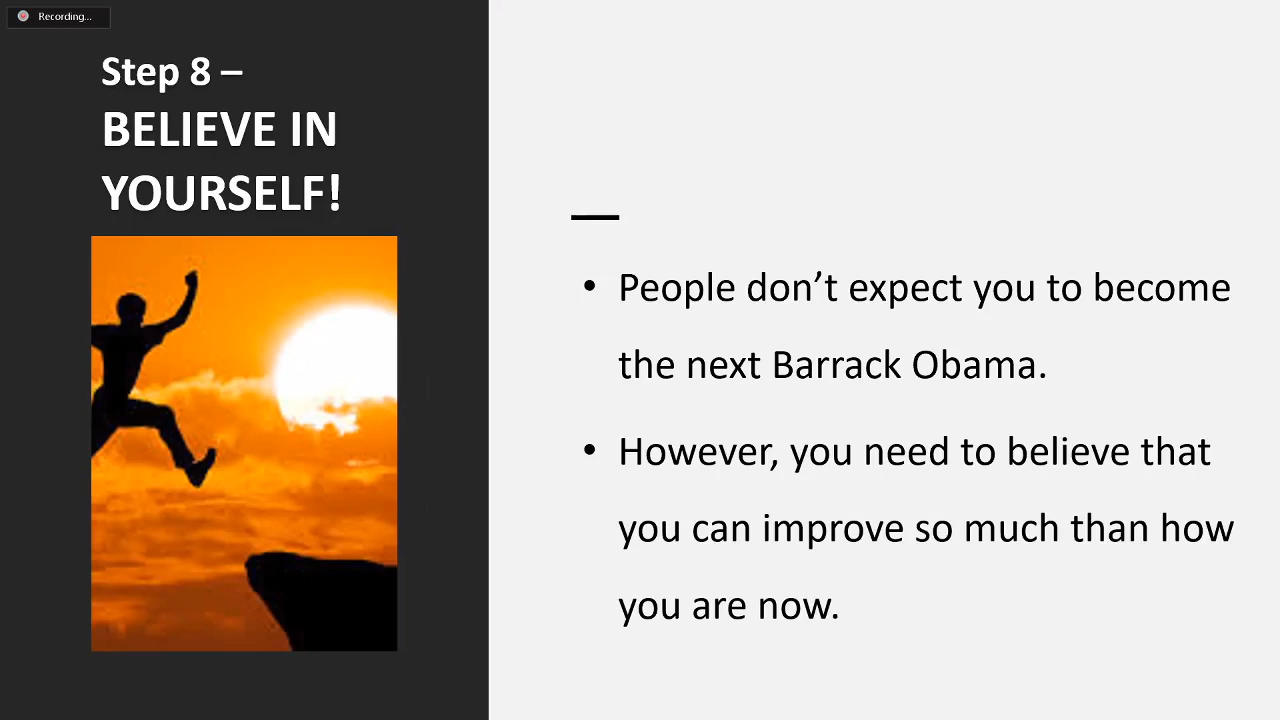 Recording...
Step 8 –
BELIEVE IN
YOURSELF!
• People don’t expect you to become
the next Barrack Obama.
• However, you need to believe that
you can improve so much than how
you are now.